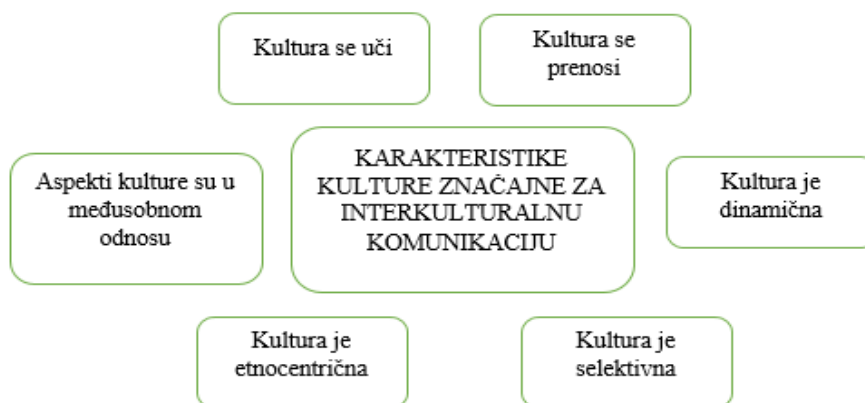 Kultura se uči
Kultura se
prenosi
Aspekti kulture su u
međusobnom
odnosu
KARAKTERISTIKE
KULTURE ZNAČAJNE ZA
INTERKULTURALNU
KOMUNIKACIJU
Kultura je
dinamična
Kultura je
etnocentrična
Kultura je
selektivna